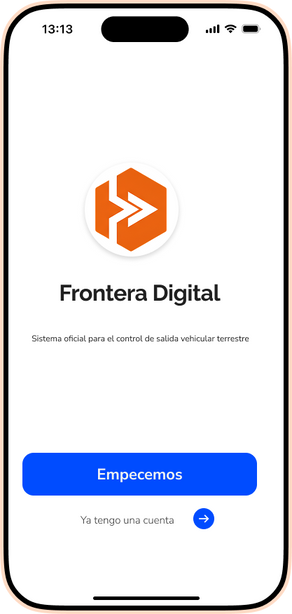 13:13
Frontera Digital
Sistema oficial para el control de salida vehicular terrestre
Empecemos
Ya tengo una cuenta